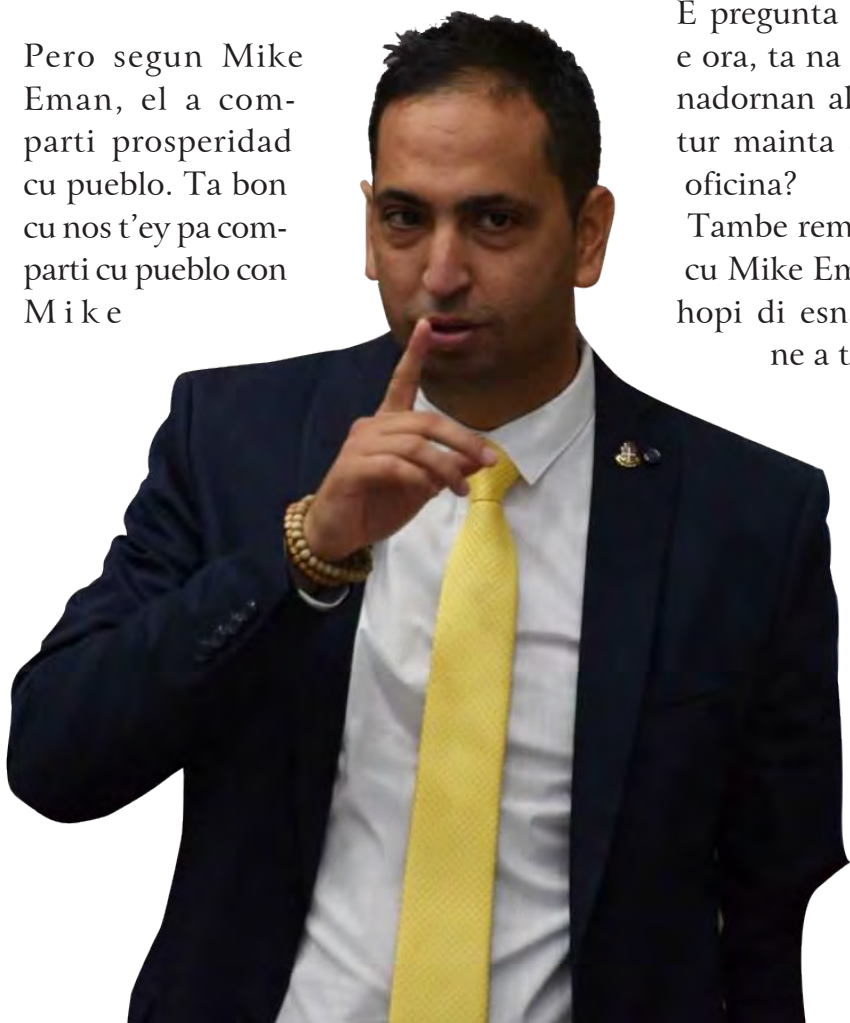 Pero segun Mike
Eman, el a com-
parti prosperidad
cu pueblo. Ta bon
cu nos t'ey pa com-
parti cu pueblo con
Mike
E pregunta
e ora, ta na
nadornan al
tur mainta
oficina?
Tambe rem
cu Mike Em
hopi di esn
ne a t